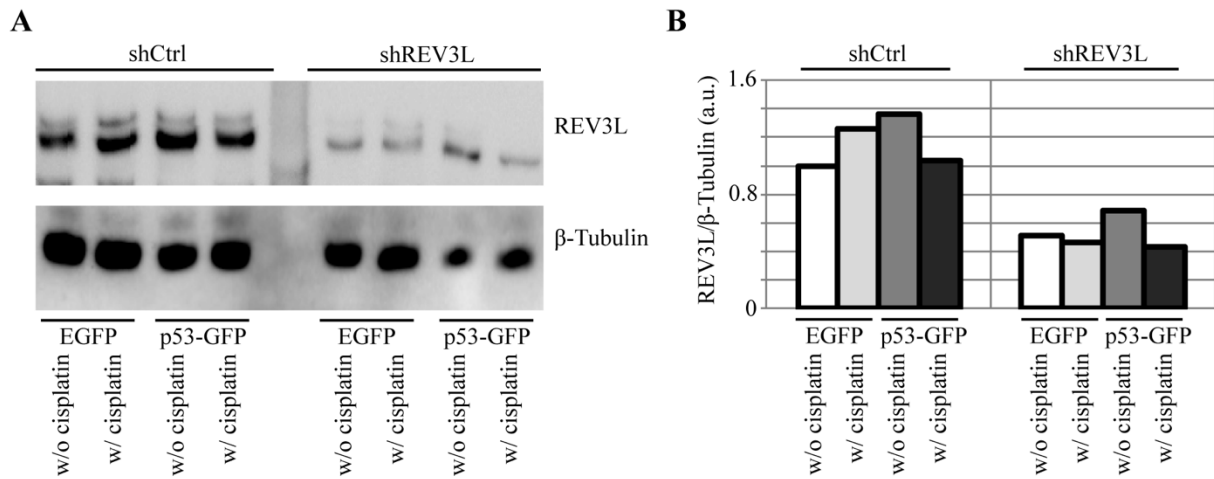 A
shCtrl
shREV3L
REV3L
β-Tubulin
EGFP
p53-GFP
EGFP
p53-GFP
w/o cisplatin
w/ cisplatin
w/o cisplatin
w/ cisplatin
w/o cisplatin
w/ cisplatin
w/o cisplatin
w/ cisplatin
B
shCtrl
shREV3L
REV3L/β-Tubulin (a.u.)
1.6
0.8
0
EGFP
p53-GFP
EGFP
p53-GFP
w/o cisplatin
w/ cisplatin
w/o cisplatin
w/ cisplatin
w/o cisplatin
w/ cisplatin
w/o cisplatin
w/ cisplatin